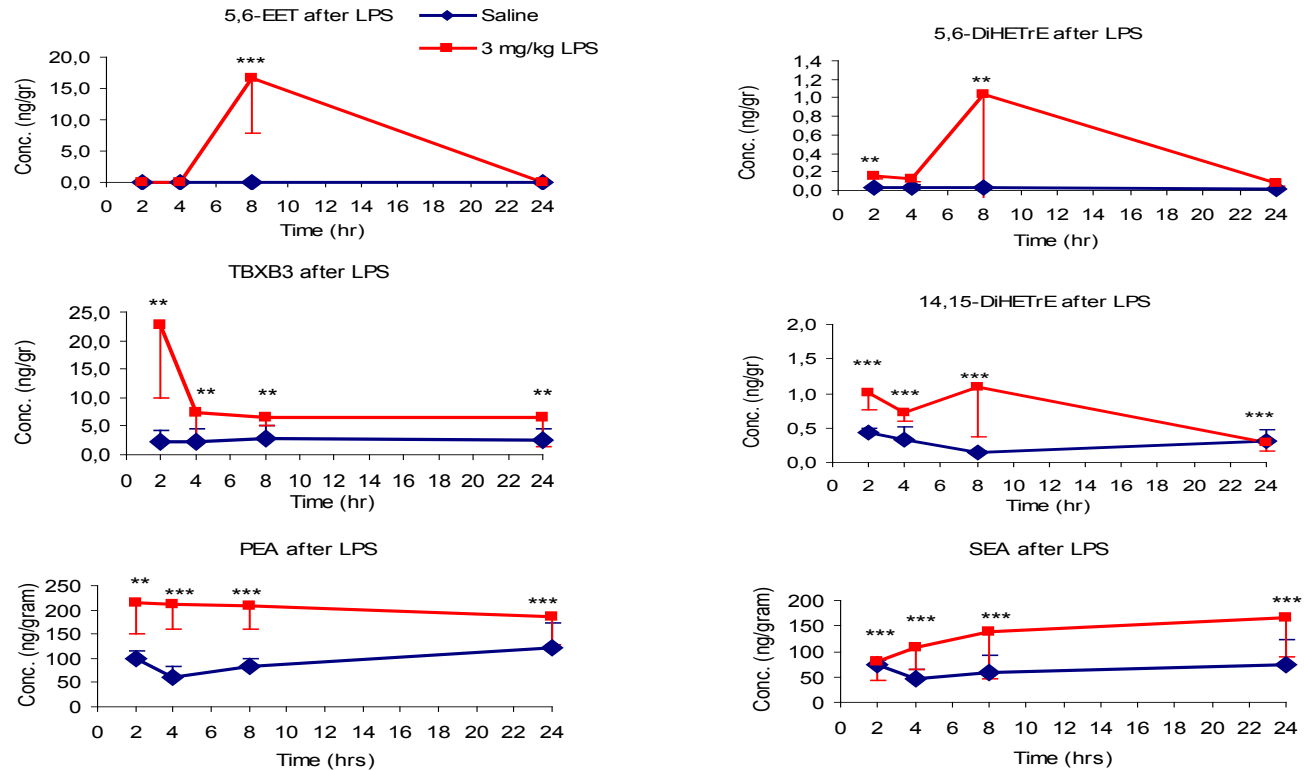 5,6-EET after LPS
Saline
3 mg/kg LPS
20,0
15,0
10,0
5,0
0,0
Conc. (ng/gr)
***
0 2 4 6 8 10 12 14 16 18 20 22 24
Time (hr)
5,6-DiHETrE after LPS
1,4
1,2
1,0
0,8
0,6
0,4
0,2
0,0
Conc. (ng/gr)
**
**
0 2 4 6 8 10 12 14 16 18 20 22 24
Time (hr)
TBXB3 after LPS
25,0
20,0
15,0
10,0
5,0
0,0
Conc. (ng/gr)
**
**
**
**
0 2 4 6 8 10 12 14 16 18 20 22 24
Time (hr)
14,15-DiHETrE after LPS
2,0
1,5
1,0
0,5
0,0
Conc. (ng/gr)
***
***
***
***
0 2 4 6 8 10 12 14 16 18 20 22 24
Time (hr)
PEA after LPS
250
200
150
100
50
0
Conc. (ng/gram)
**
***
***
***
0 2 4 6 8 10 12 14 16 18 20 22 24
Time (hrs)
SEA after LPS
200
150
100
50
0
Conc. (ng/gram)
***
***
***
***
0 2 4 6 8 10 12 14 16 18 20 22 24
Time (hrs)